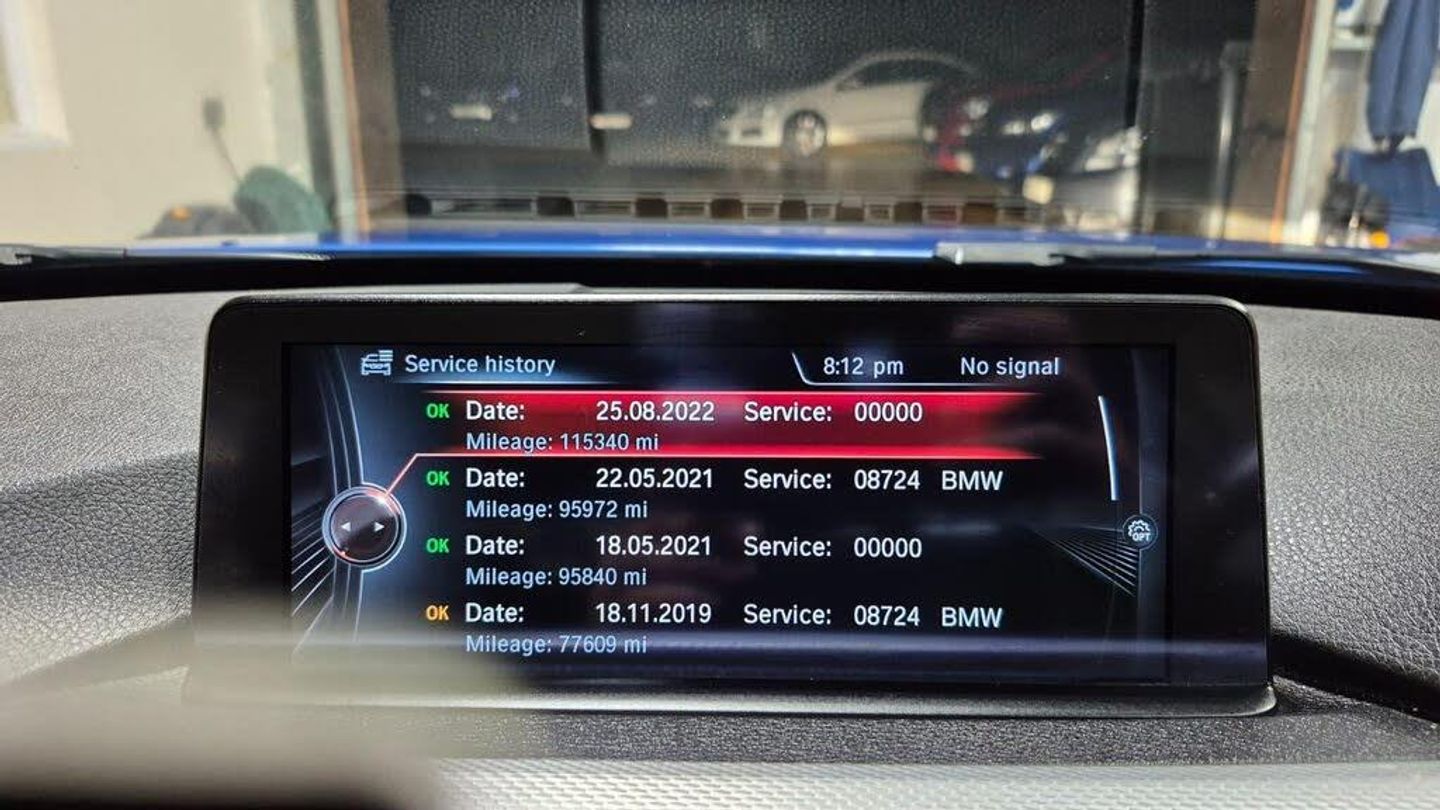 Service history 8:12 pm No signal
OK Date: 25.08.2022 Service: 00000
Mileage: 115340 mi
OK Date: 22.05.2021 Service: 08724 BMW
Mileage: 95972 mi
OK Date: 18.05.2021 Service: 00000
Mileage: 95840 mi
OPT
OK Date: 18.11.2019 Service: 08724 BMW
Mileage: 77609 mi